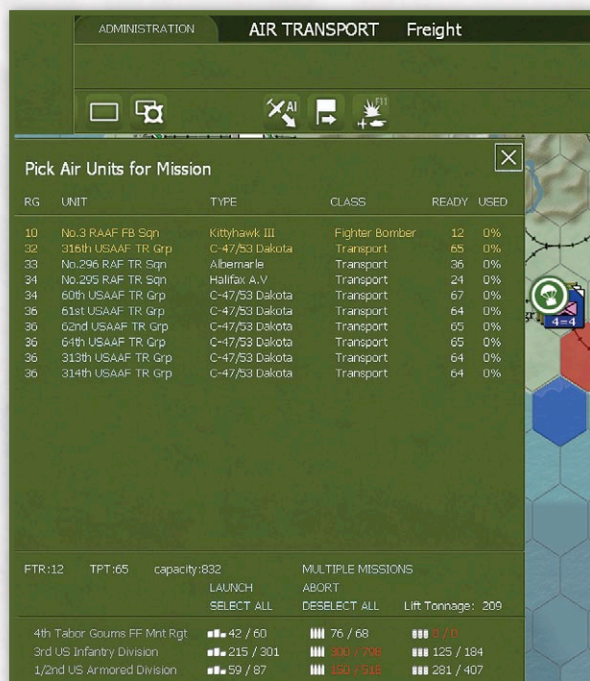 ADMINISTRATION AIR TRANSPORT Freight
AI F11
Pick Air Units for Mission
RG UNIT TYPE CLASS READY USED
10 No.3 RAAF FB Sqn Kittyhawk III Fighter Bomber 12 0%
32 316th USAAF TR Grp C-47/53 Dakota Transport 65 0%
33 No.296 RAF TR Sqn Albemarle Transport 36 0%
34 No.295 RAF TR Sqn Halifax A.V Transport 24 0%
34 60th USAAF TR Grp C-47/53 Dakota Transport 67 0%
36 61st USAAF TR Grp C-47/53 Dakota Transport 64 0%
36 62nd USAAF TR Grp C-47/53 Dakota Transport 65 0%
36 64th USAAF TR Grp C-47/53 Dakota Transport 65 0%
36 313th USAAF TR Grp C-47/53 Dakota Transport 64 0%
36 314th USAAF TR Grp C-47/53 Dakota Transport 64 0%
4=4
FTR:12 TPT:65 capacity:832 MULTIPLE MISSIONS
LAUNCH ABORT
SELECT ALL DESELECT ALL Lift Tonnage: 209
4th Tabor Goums FF Mnt Rgt 42 / 60 76 / 68 0 / 0
3rd US Infantry Division 215 / 301 300 / 798 125 / 184
1/2nd US Armored Division 59 / 87 150 / 518 281 / 407